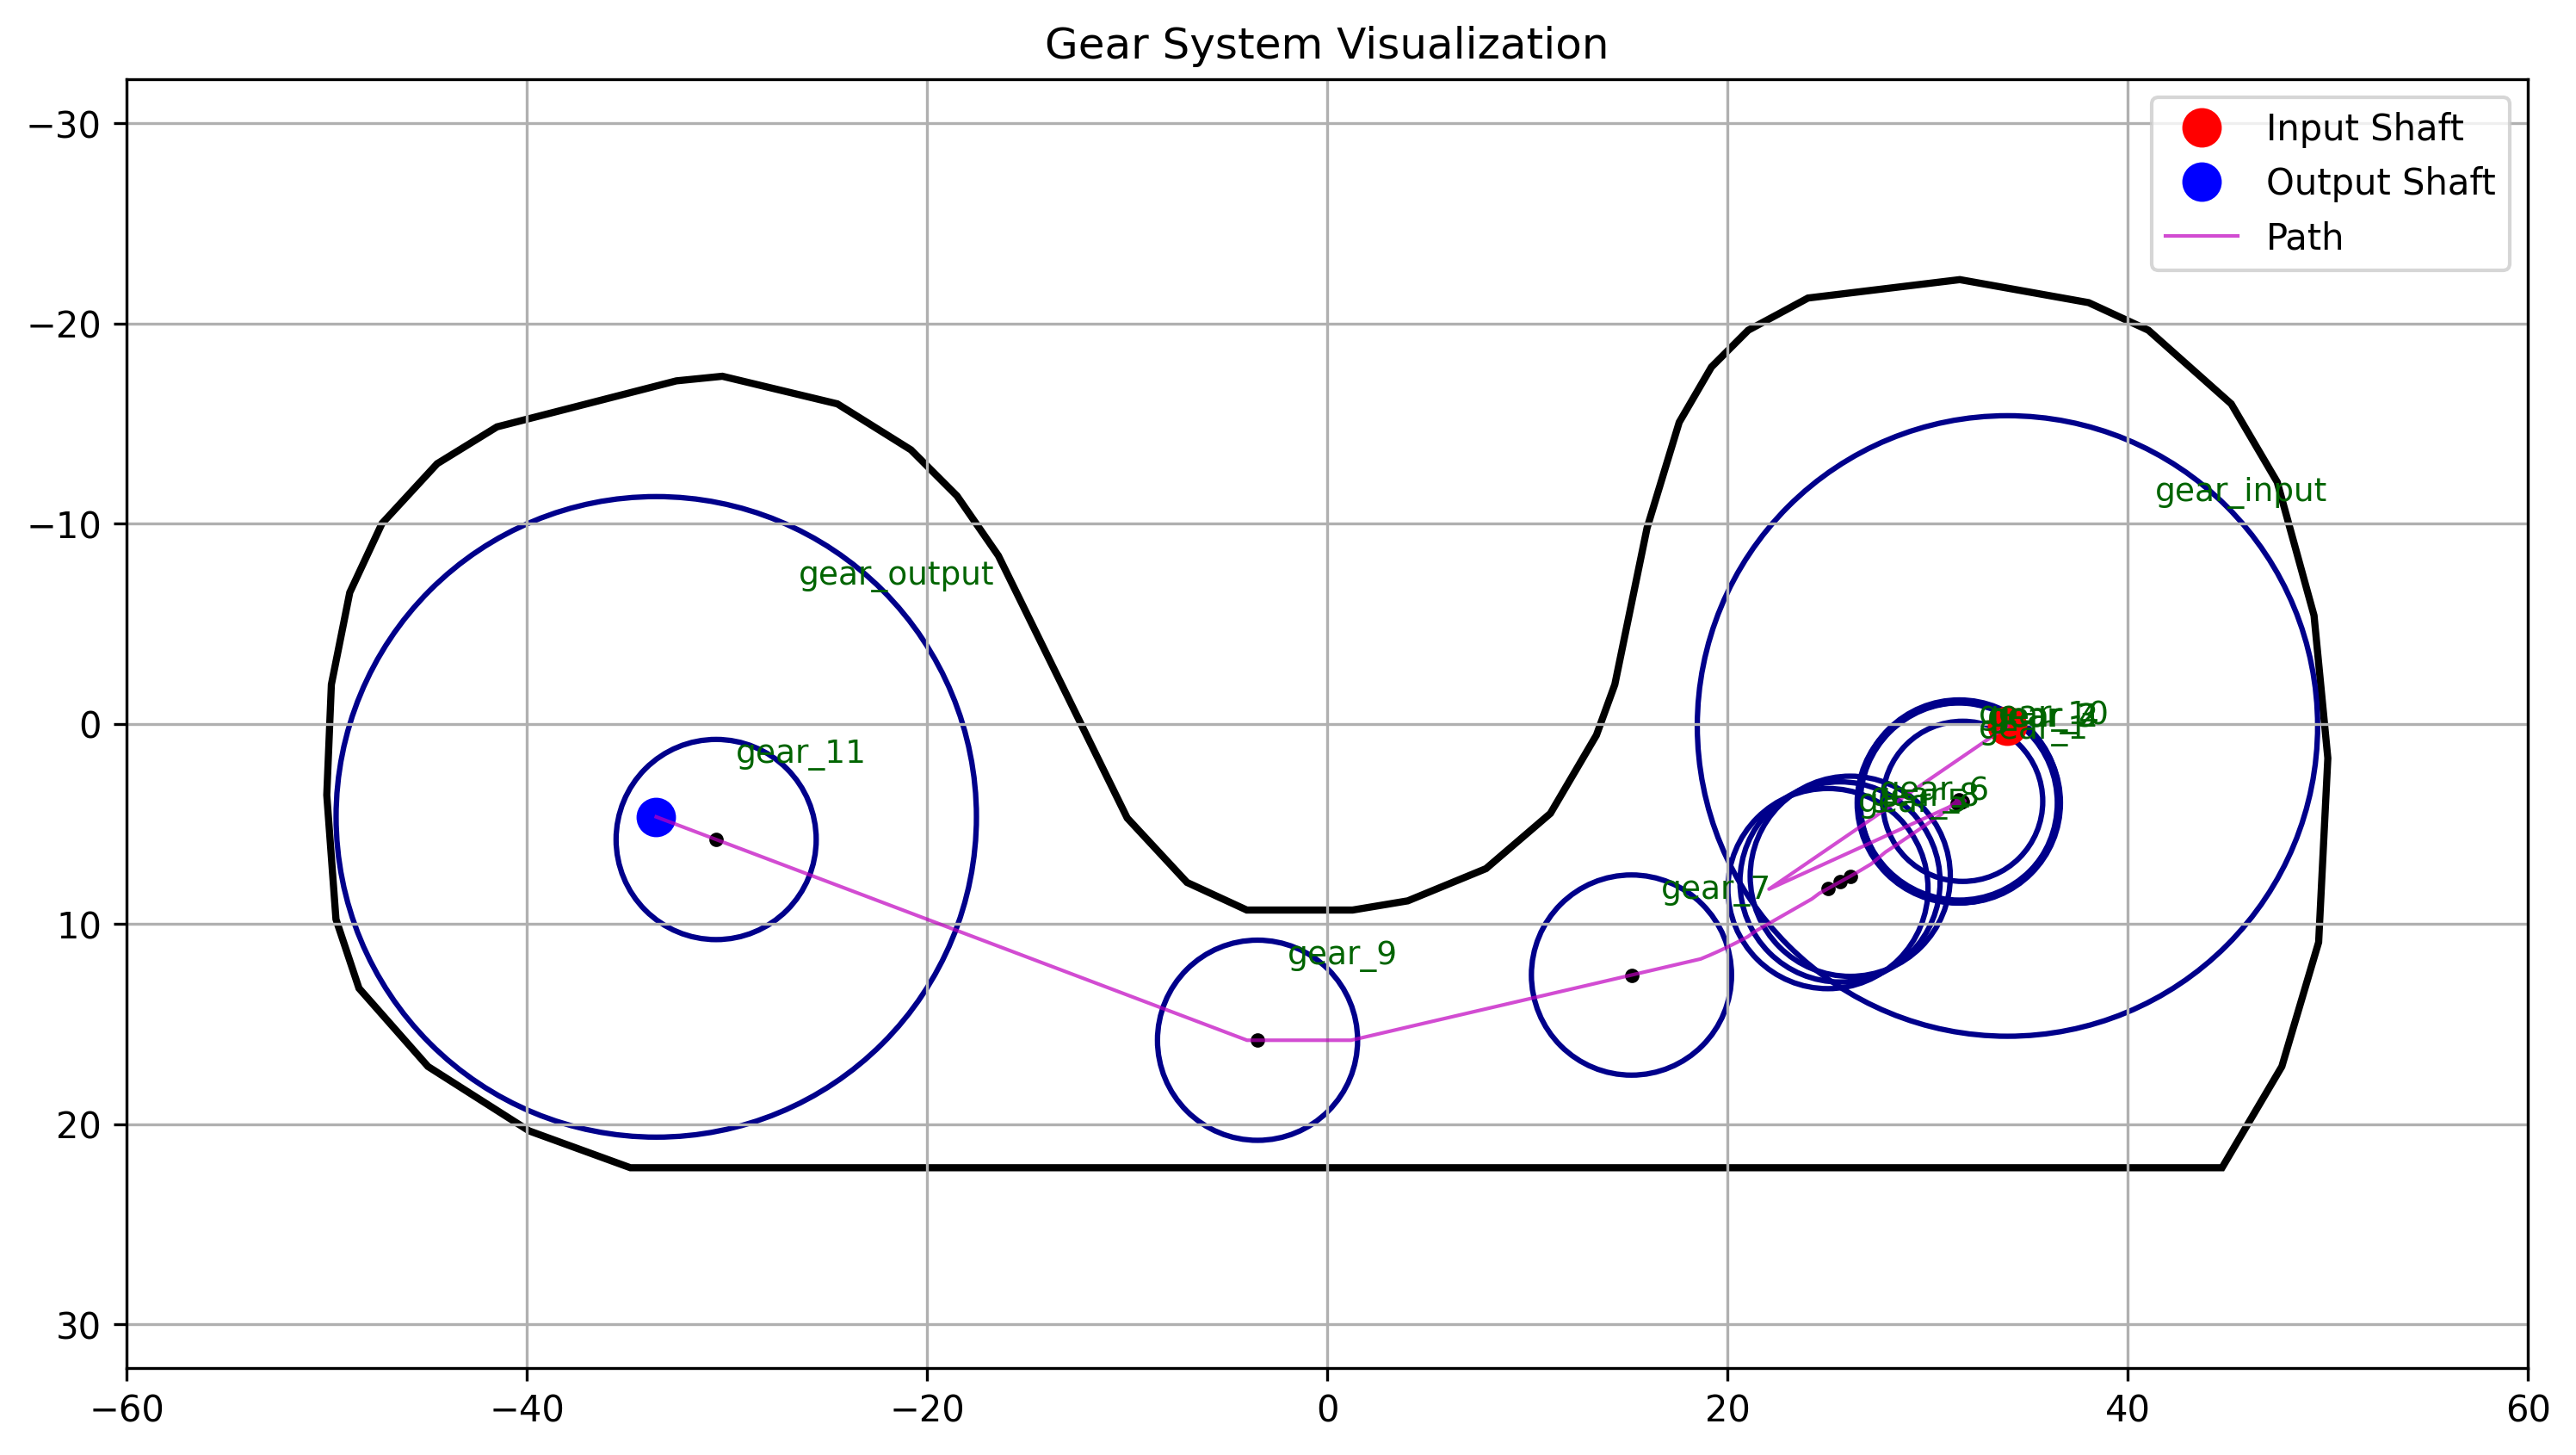 Gear System Visualization
Input Shaft
Output Shaft
Path
−30
−20
−10
0
10
20
30
−60
−40
−20
0
20
40
60
gear_input
gear_output
gear_11
gear_9
gear_7
gear_1